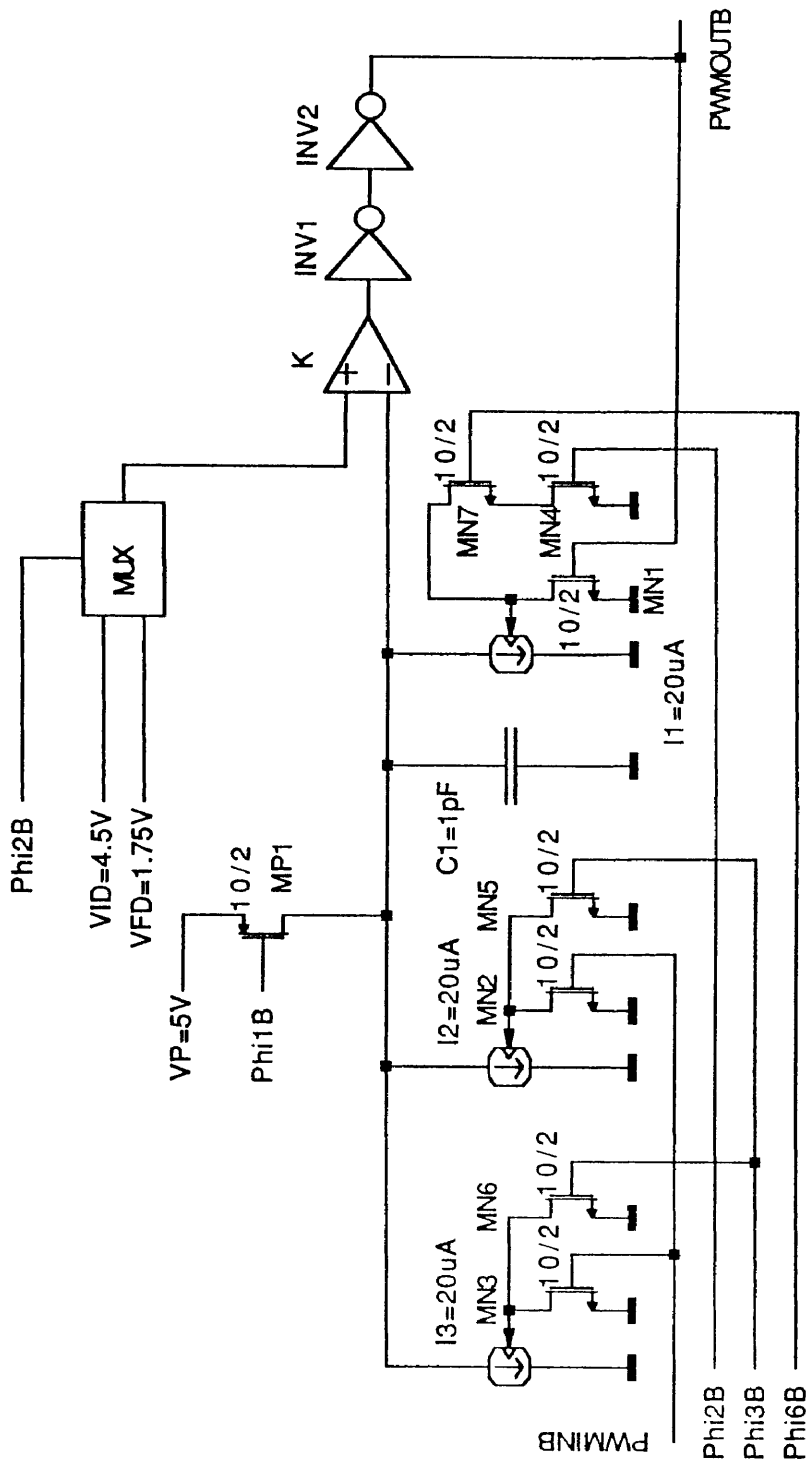 Phi2B
VID=4.5V
VFD=1.75V
MUX
VP=5V
Phi1B
10/2
MP1
K
+
−
INV1
INV2
PWMOUTB
I3=20uA
MN3
10/2
MN6
10/2
I2=20uA
MN2
10/2
MN5
10/2
C1=1pF
I1=20uA
10/2
MN1
MN7
10/2
MN4
10/2
PWMINB
Phi2B
Phi3B
Phi6B